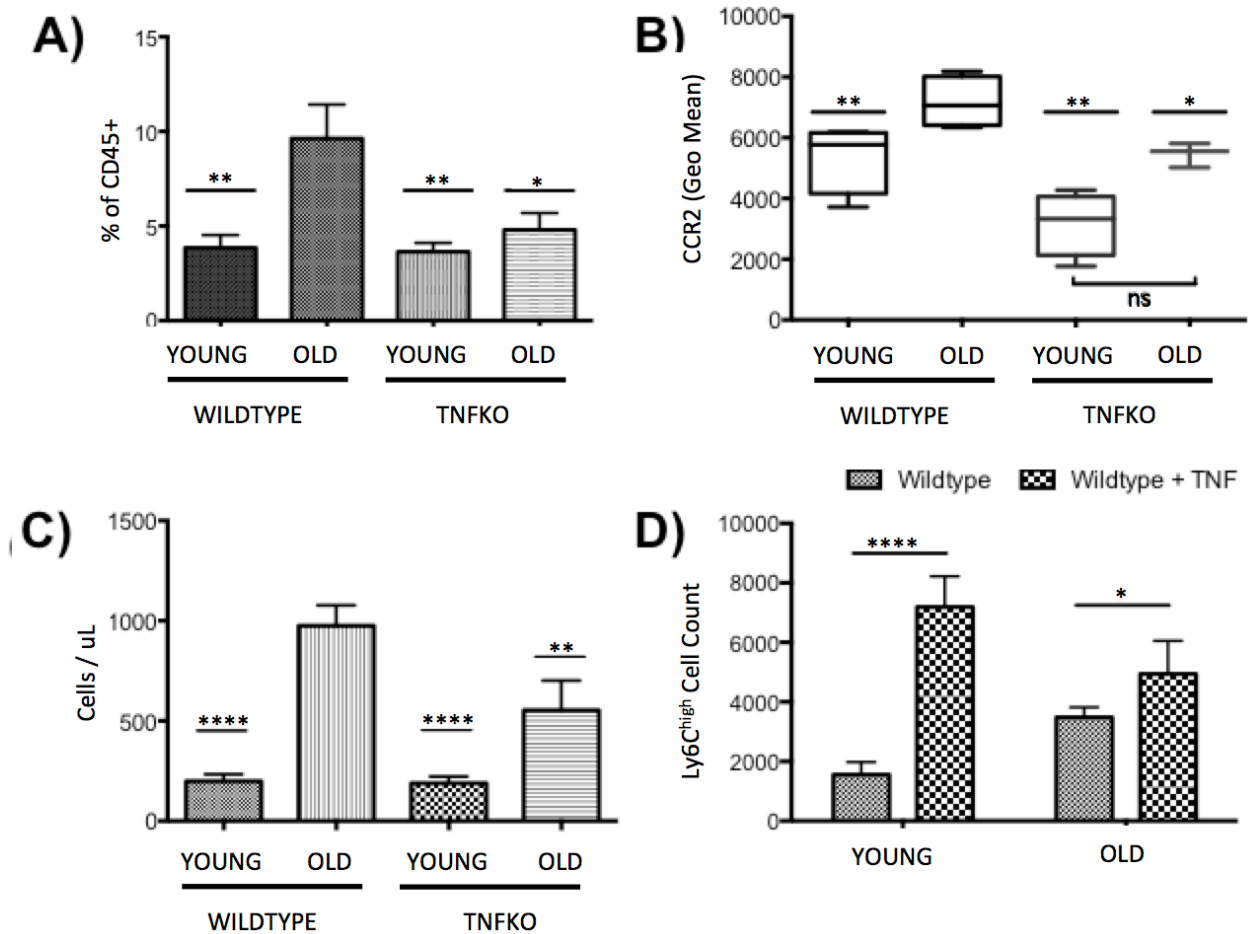 A)
% of CD45+
15
10
5
0
**
**
*
YOUNG OLD YOUNG OLD
WILDTYPE TNFKO
B)
CCR2 (Geo Mean)
10000
8000
6000
4000
2000
0
**
**
*
ns
YOUNG OLD YOUNG OLD
WILDTYPE TNFKO
C)
Cells / uL
1500
1000
500
0
****
****
**
YOUNG OLD YOUNG OLD
WILDTYPE TNFKO
Wildtype Wildtype + TNF
D)
Ly6Chigh Cell Count
10000
8000
6000
4000
2000
0
****
*
YOUNG OLD